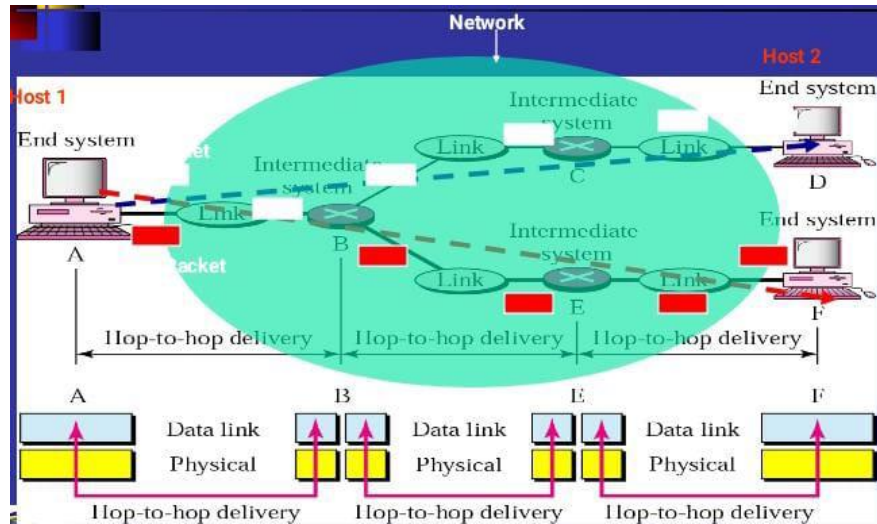 Network
Host 2
Host 1
End system
Intermediate
system
End system
Link
Link
C
D
Intermediate
system
Link
B
A
Packet
Intermediate
system
End system
Link
Link
E
F
Hop-to-hop delivery
Hop-to-hop delivery
Hop-to-hop delivery
A
B
E
F
Data link
Data link
Data link
Physical
Physical
Physical
Hop-to-hop delivery
Hop-to-hop delivery
Hop-to-hop delivery